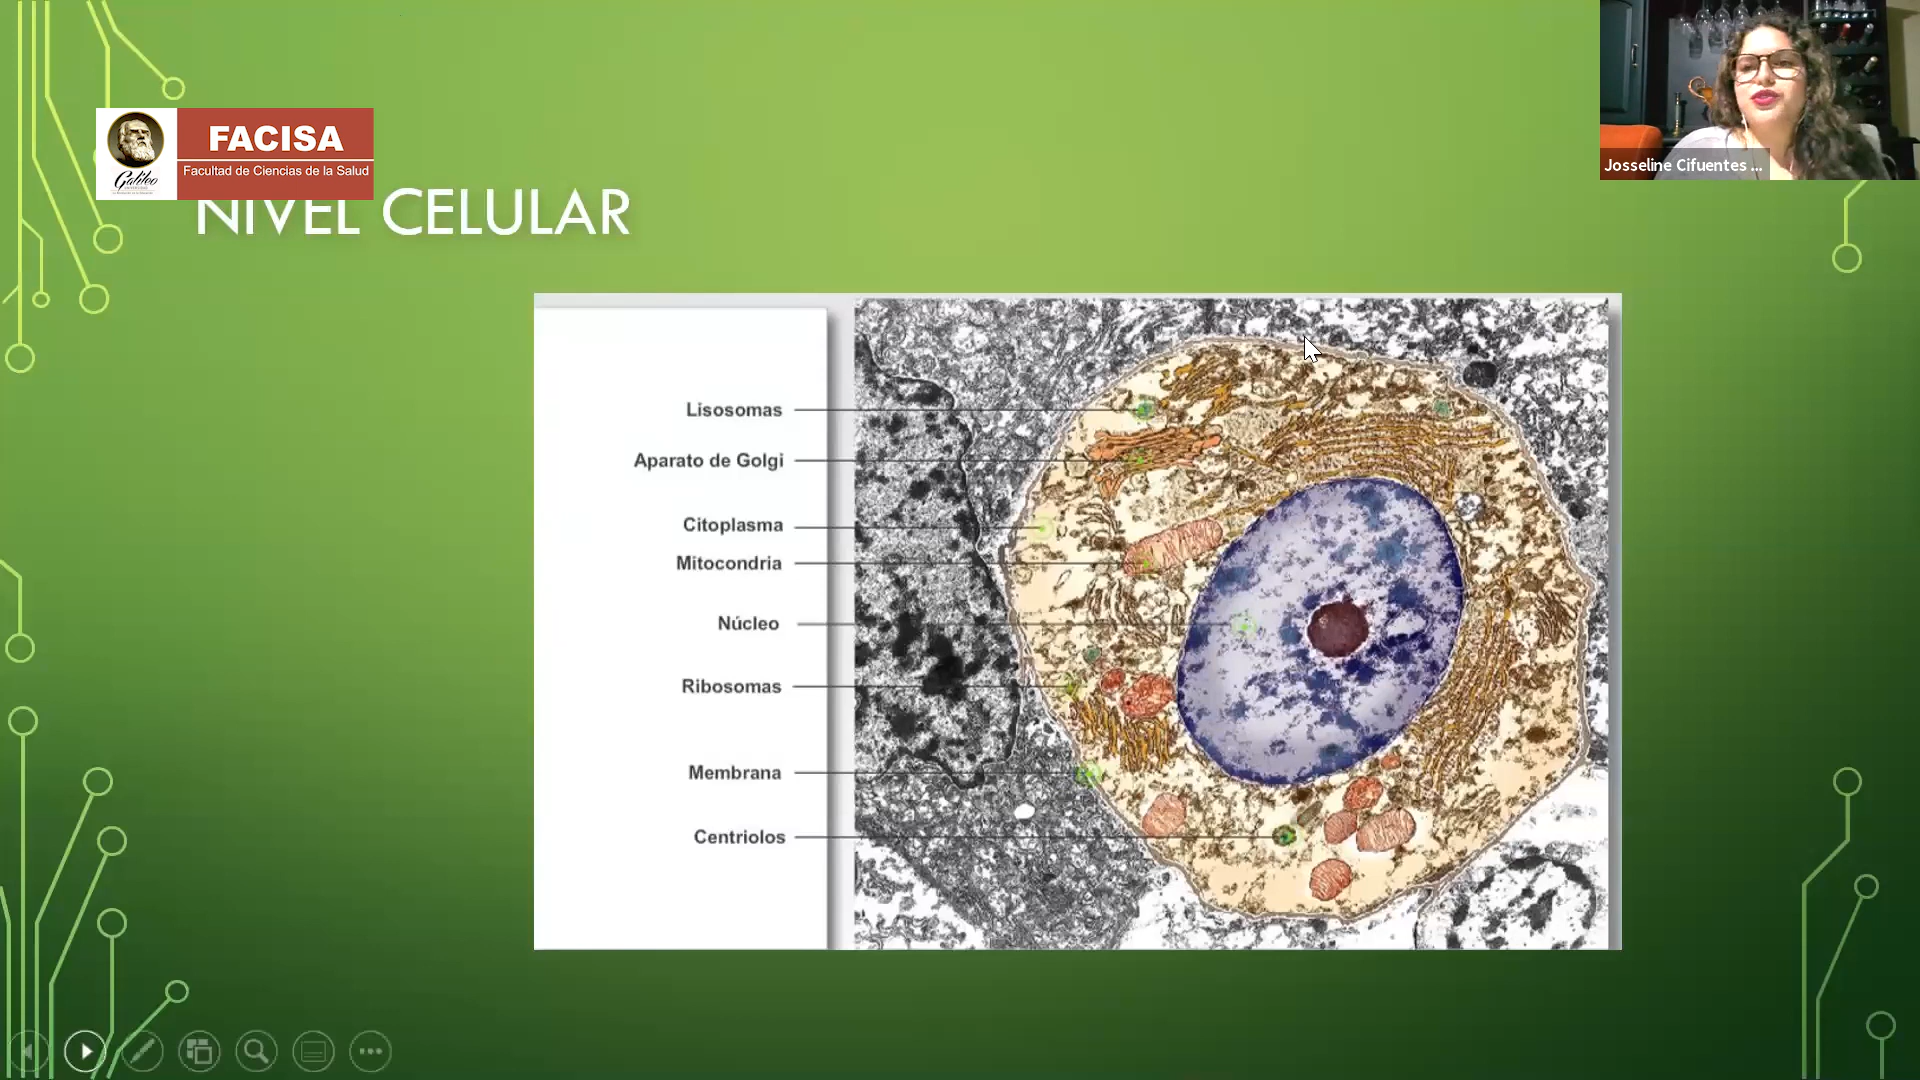 Josseline Cifuentes ...
FACISA
Facultad de Ciencias de la Salud
Galileo
NIVEL CELULAR
Lisosomas
Aparato de Golgi
Citoplasma
Mitocondria
Núcleo
Ribosomas
Membrana
Centriolos